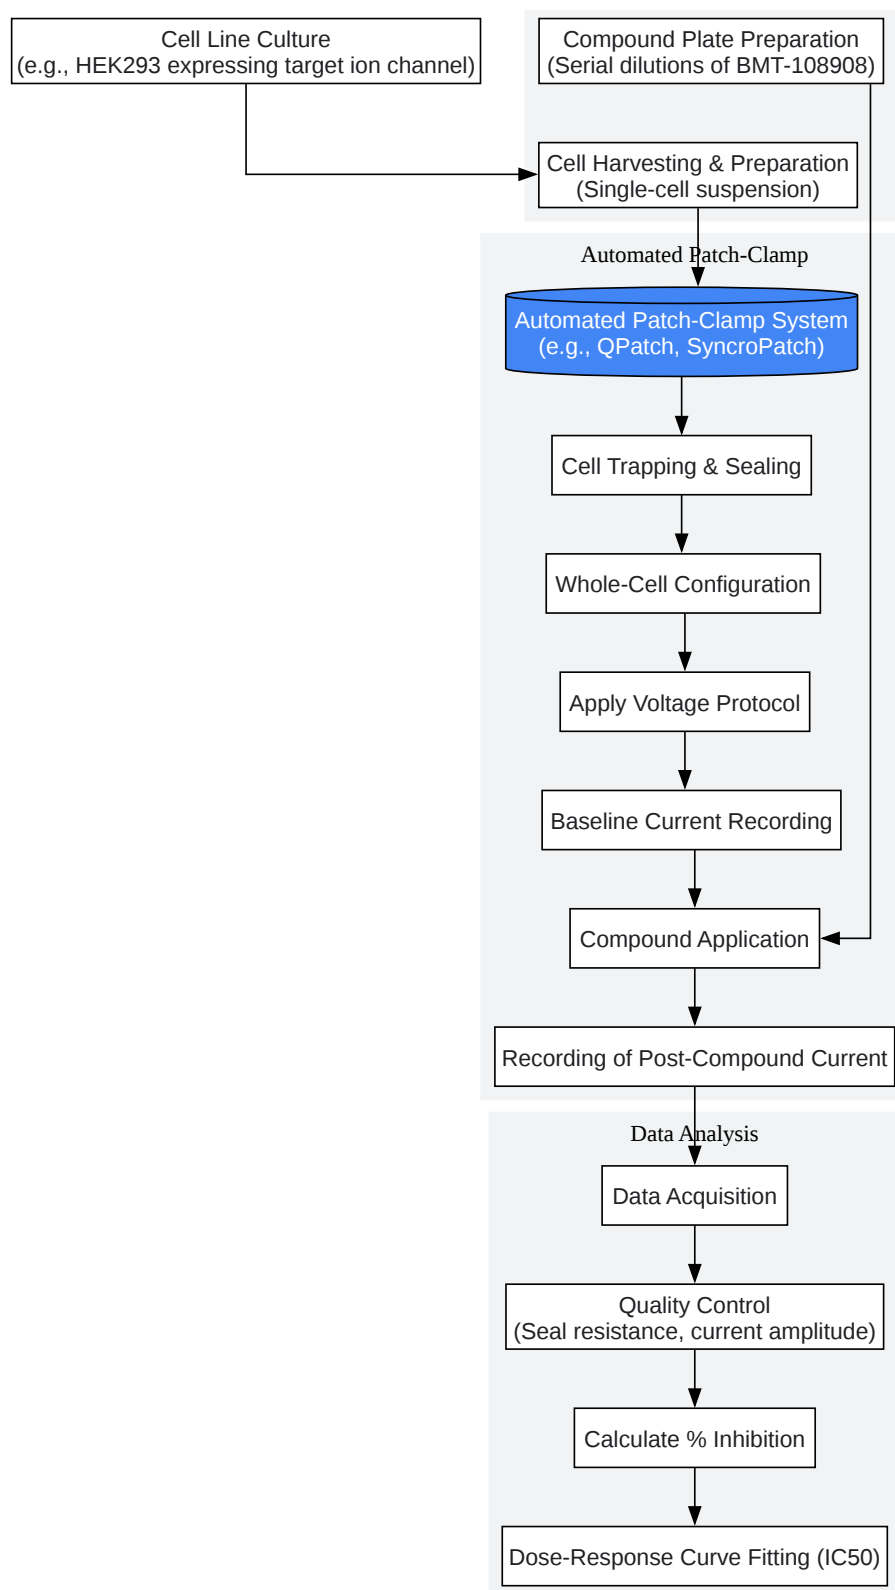 Cell Line Culture
(e.g., HEK293 expressing target ion channel)
Compound Plate Preparation
(Serial dilutions of BMT-108908)
Cell Harvesting & Preparation
(Single-cell suspension)
Automated Patch-Clamp
Automated Patch-Clamp System
(e.g., QPatch, SyncroPatch)
Cell Trapping & Sealing
Whole-Cell Configuration
Apply Voltage Protocol
Baseline Current Recording
Compound Application
Recording of Post-Compound Current
Data Analysis
Data Acquisition
Quality Control
(Seal resistance, current amplitude)
Calculate % Inhibition
Dose-Response Curve Fitting (IC50)